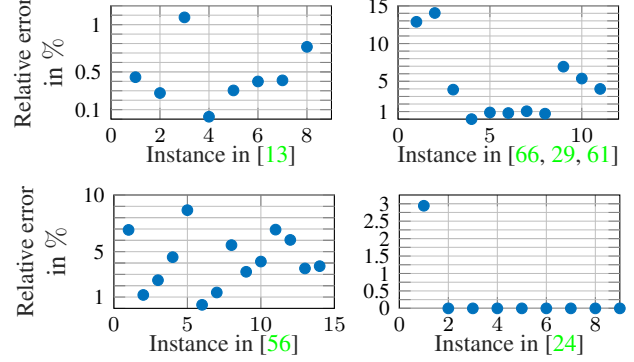 Relative error
in %
1
0.5
0.1
0 2 4 6 8
Instance in [13]
15
10
5
1
0 5 10
Instance in [66, 29, 61]
Relative error
in %
10
5
1
0 5 10 15
Instance in [56]
3
2.5
2
1.5
1
0.5
0
0 2 4 6 8
Instance in [24]